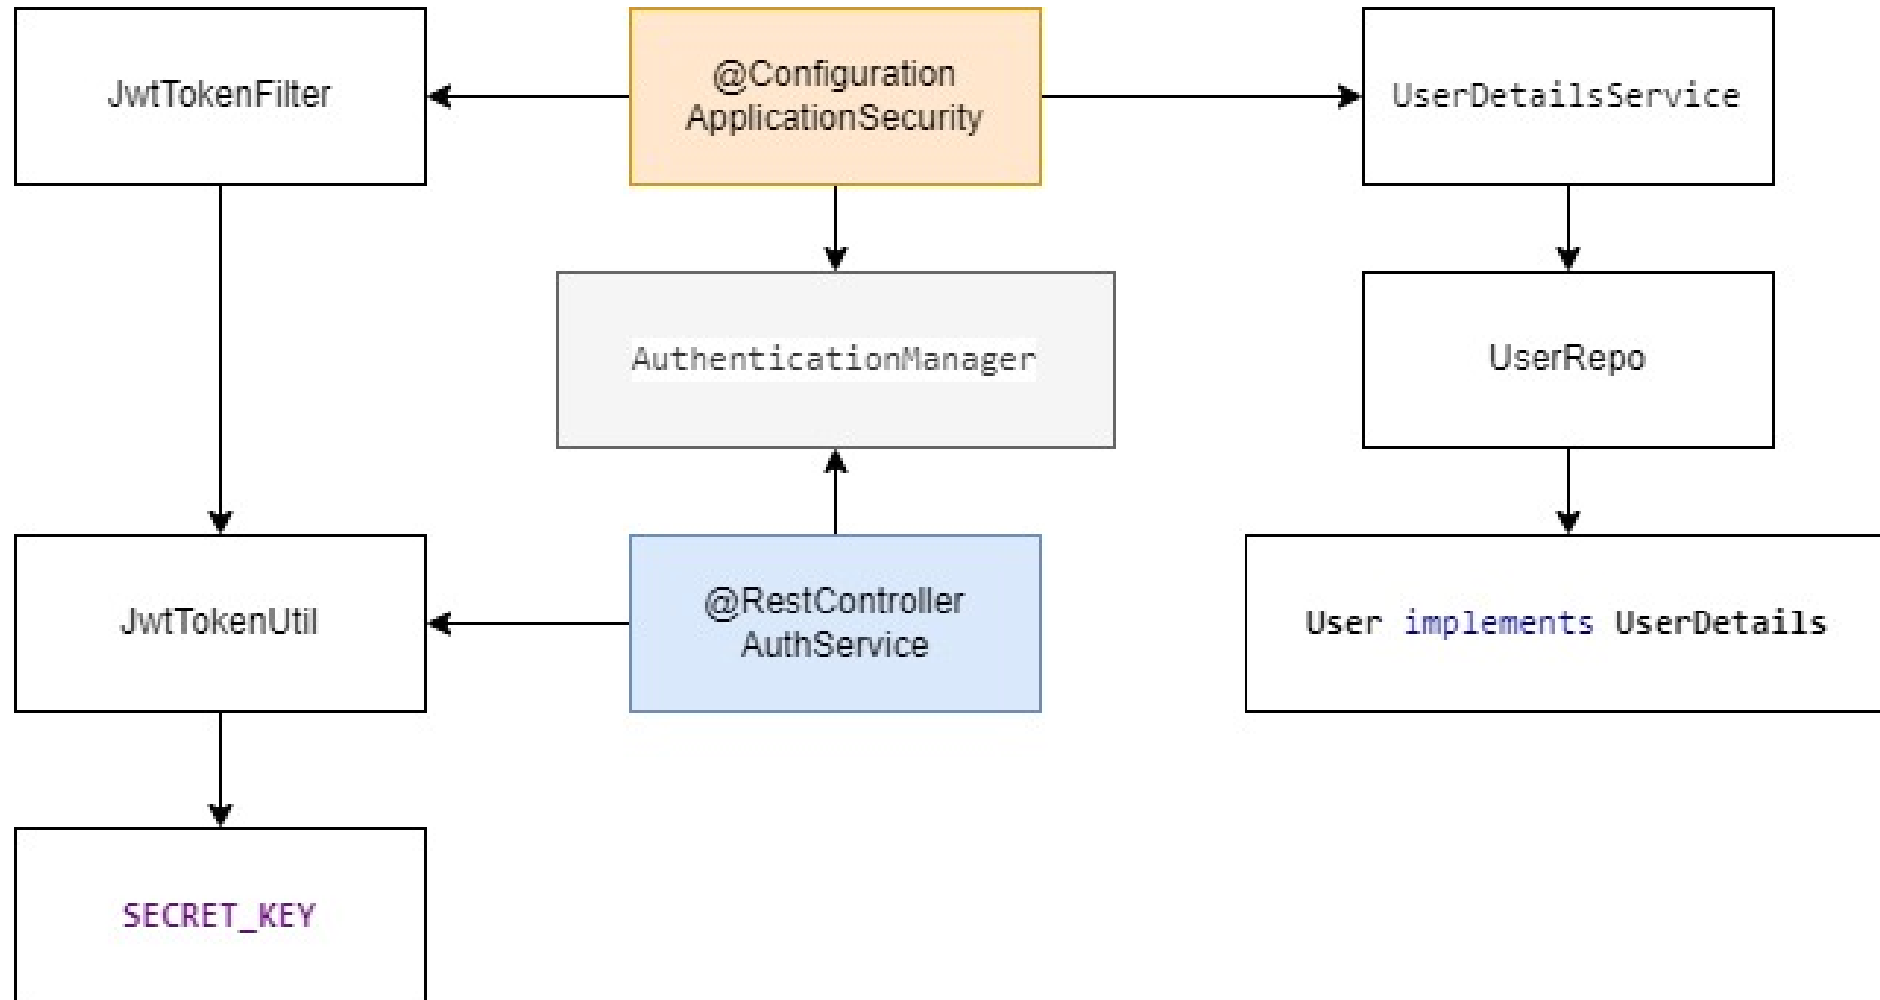 JwtTokenFilter
@Configuration
ApplicationSecurity
UserDetailsService
AuthenticationManager
UserRepo
JwtTokenUtil
@RestController
AuthService
User implements UserDetails
SECRET_KEY